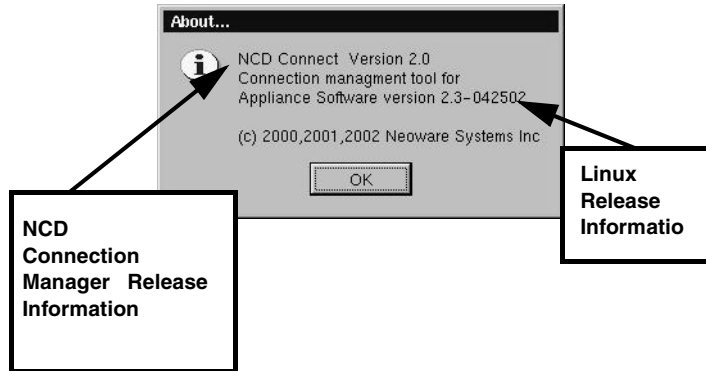 About...
NCD Connect Version 2.0
Connection managment tool for
Appliance Software version 2.3-042502
(c) 2000,2001,2002 Neoware Systems Inc
OK
NCD
Connection
Manager Release
Information
Linux
Release
Informatio